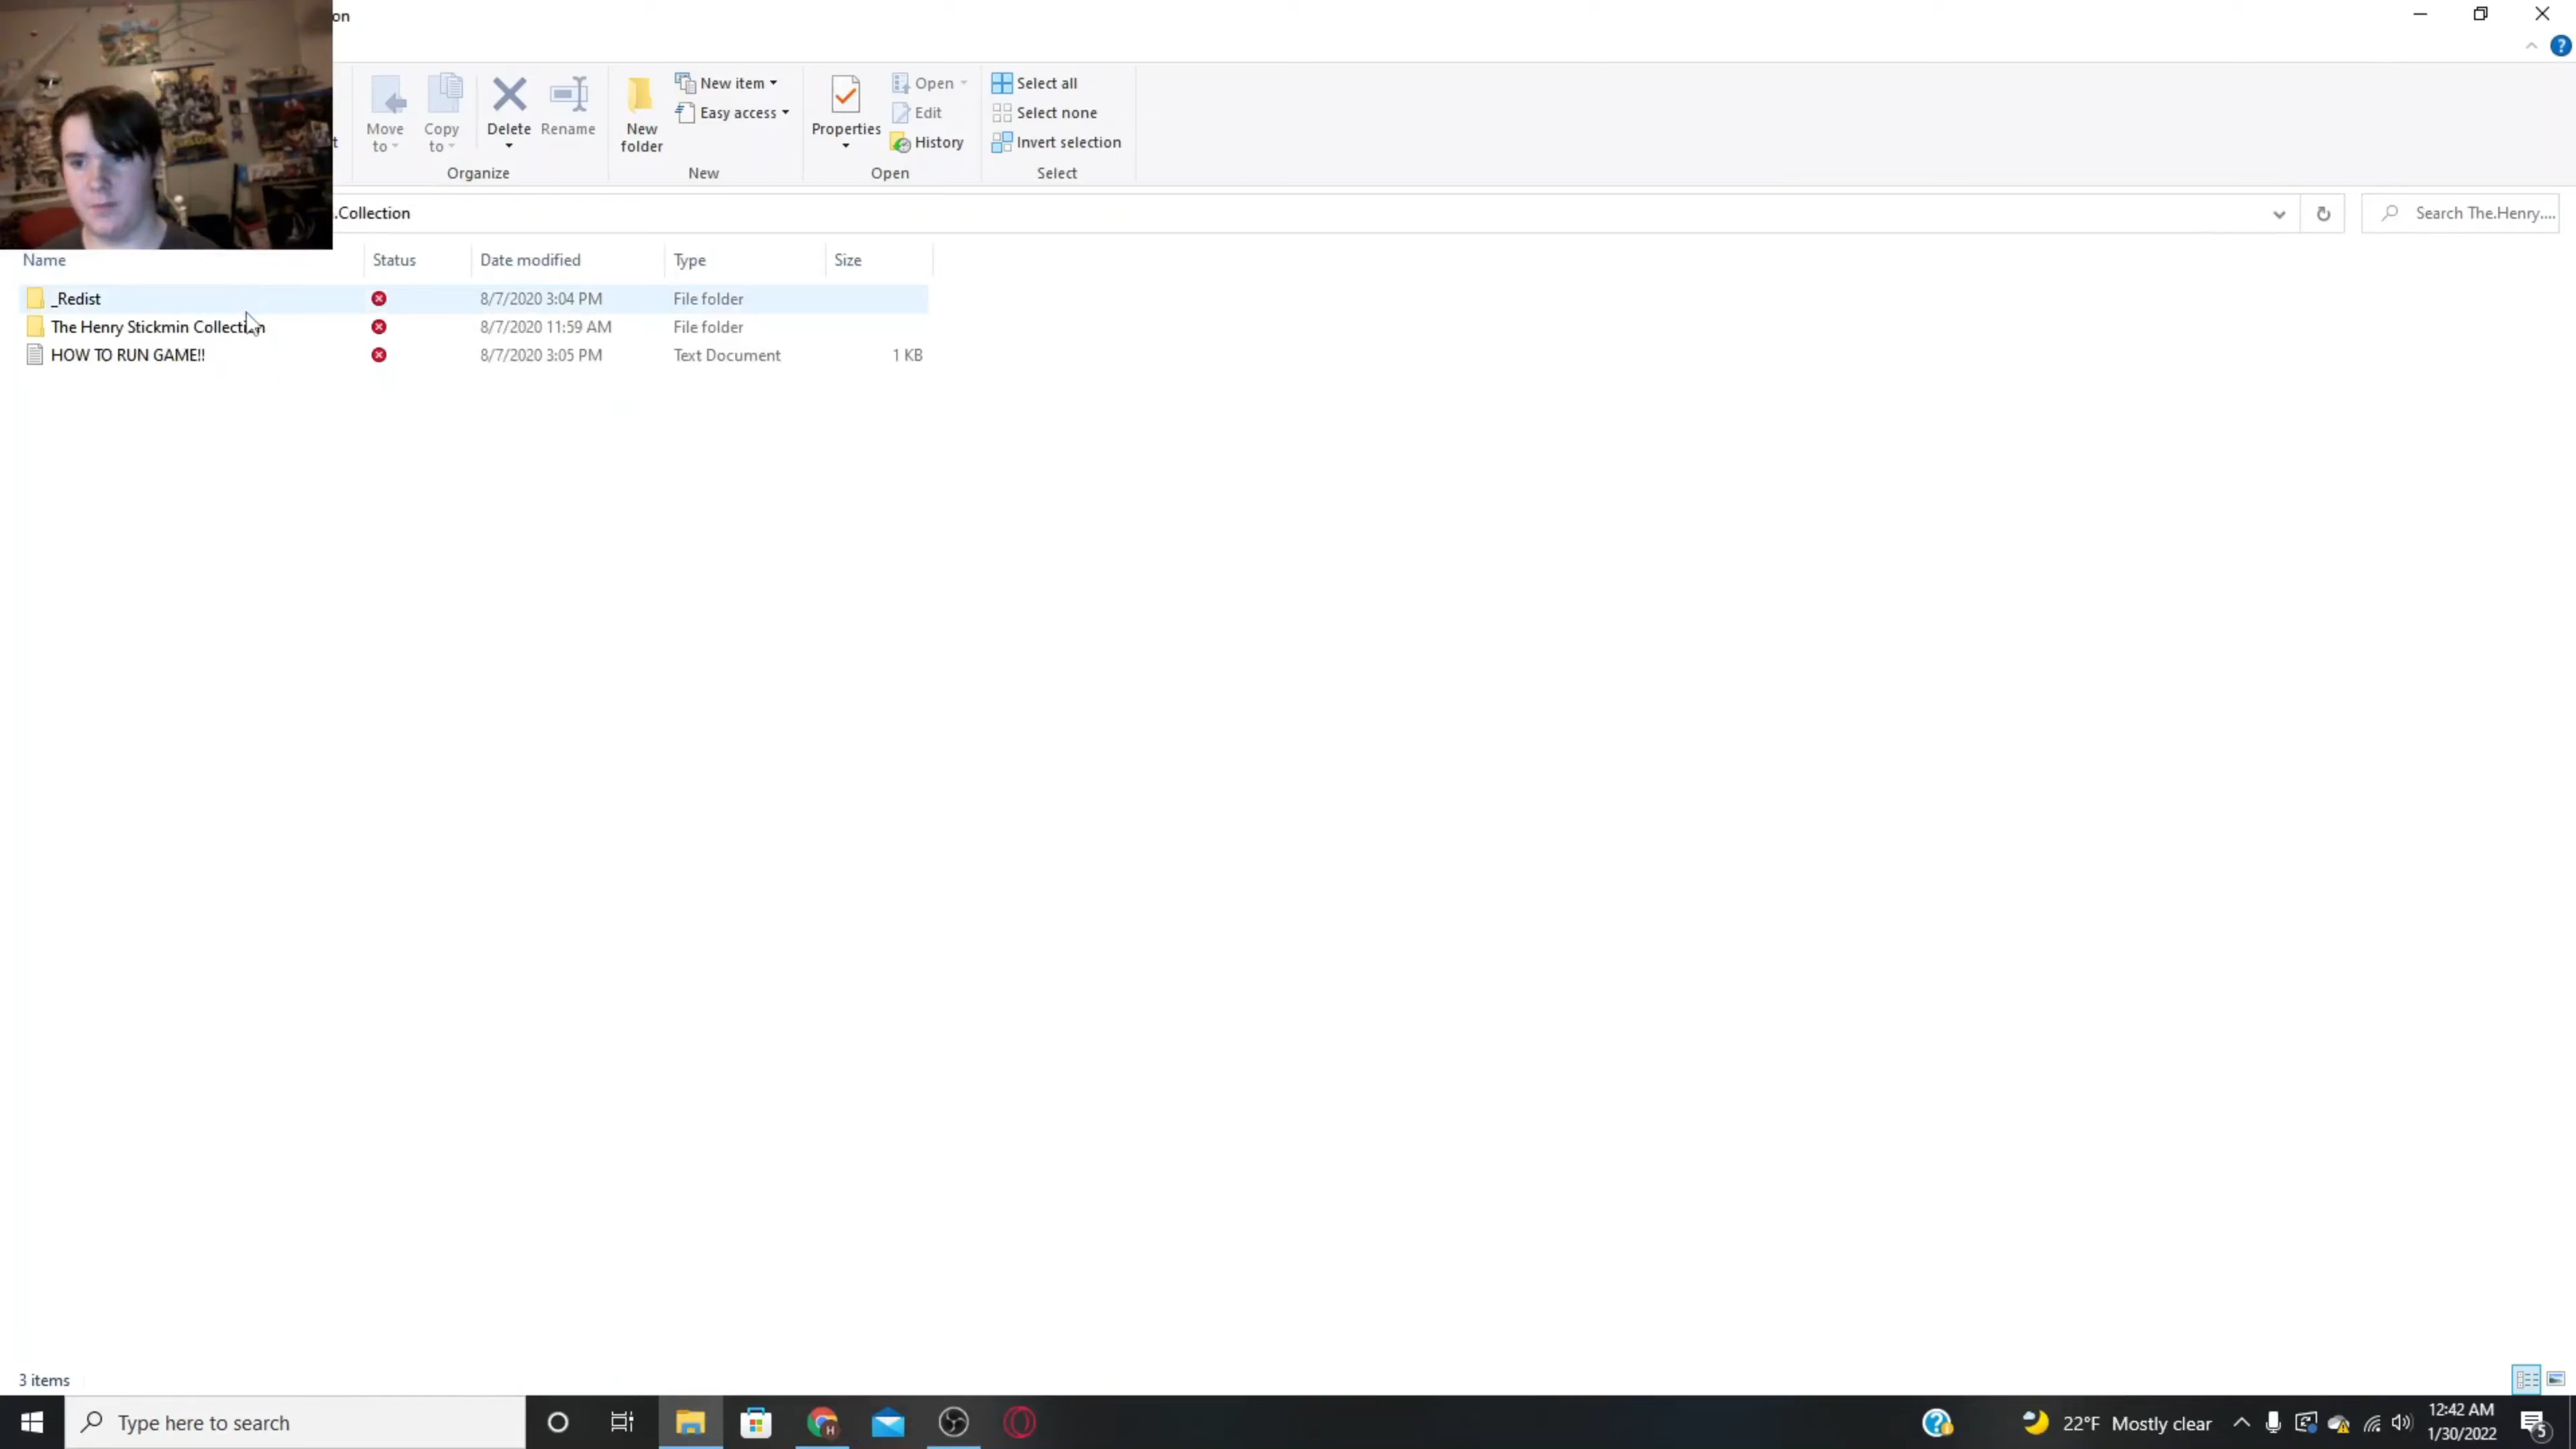 on
Move to
Copy to
Delete
Rename
New folder
New item
Easy access
Properties
Open
Edit
History
Select all
Select none
Invert selection
t
Organize
New
Open
Select
.Collection
Search The.Henry....
Name Status Date modified Type Size
_Redist 8/7/2020 3:04 PM File folder
The Henry Stickmin Collection 8/7/2020 11:59 AM File folder
HOW TO RUN GAME!! 8/7/2020 3:05 PM Text Document 1 KB
3 items
Type here to search
H
22°F Mostly clear
12:42 AM
1/30/2022
5